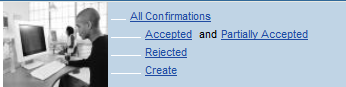 All Confirmations
Accepted and Partially Accepted
Rejected
Create